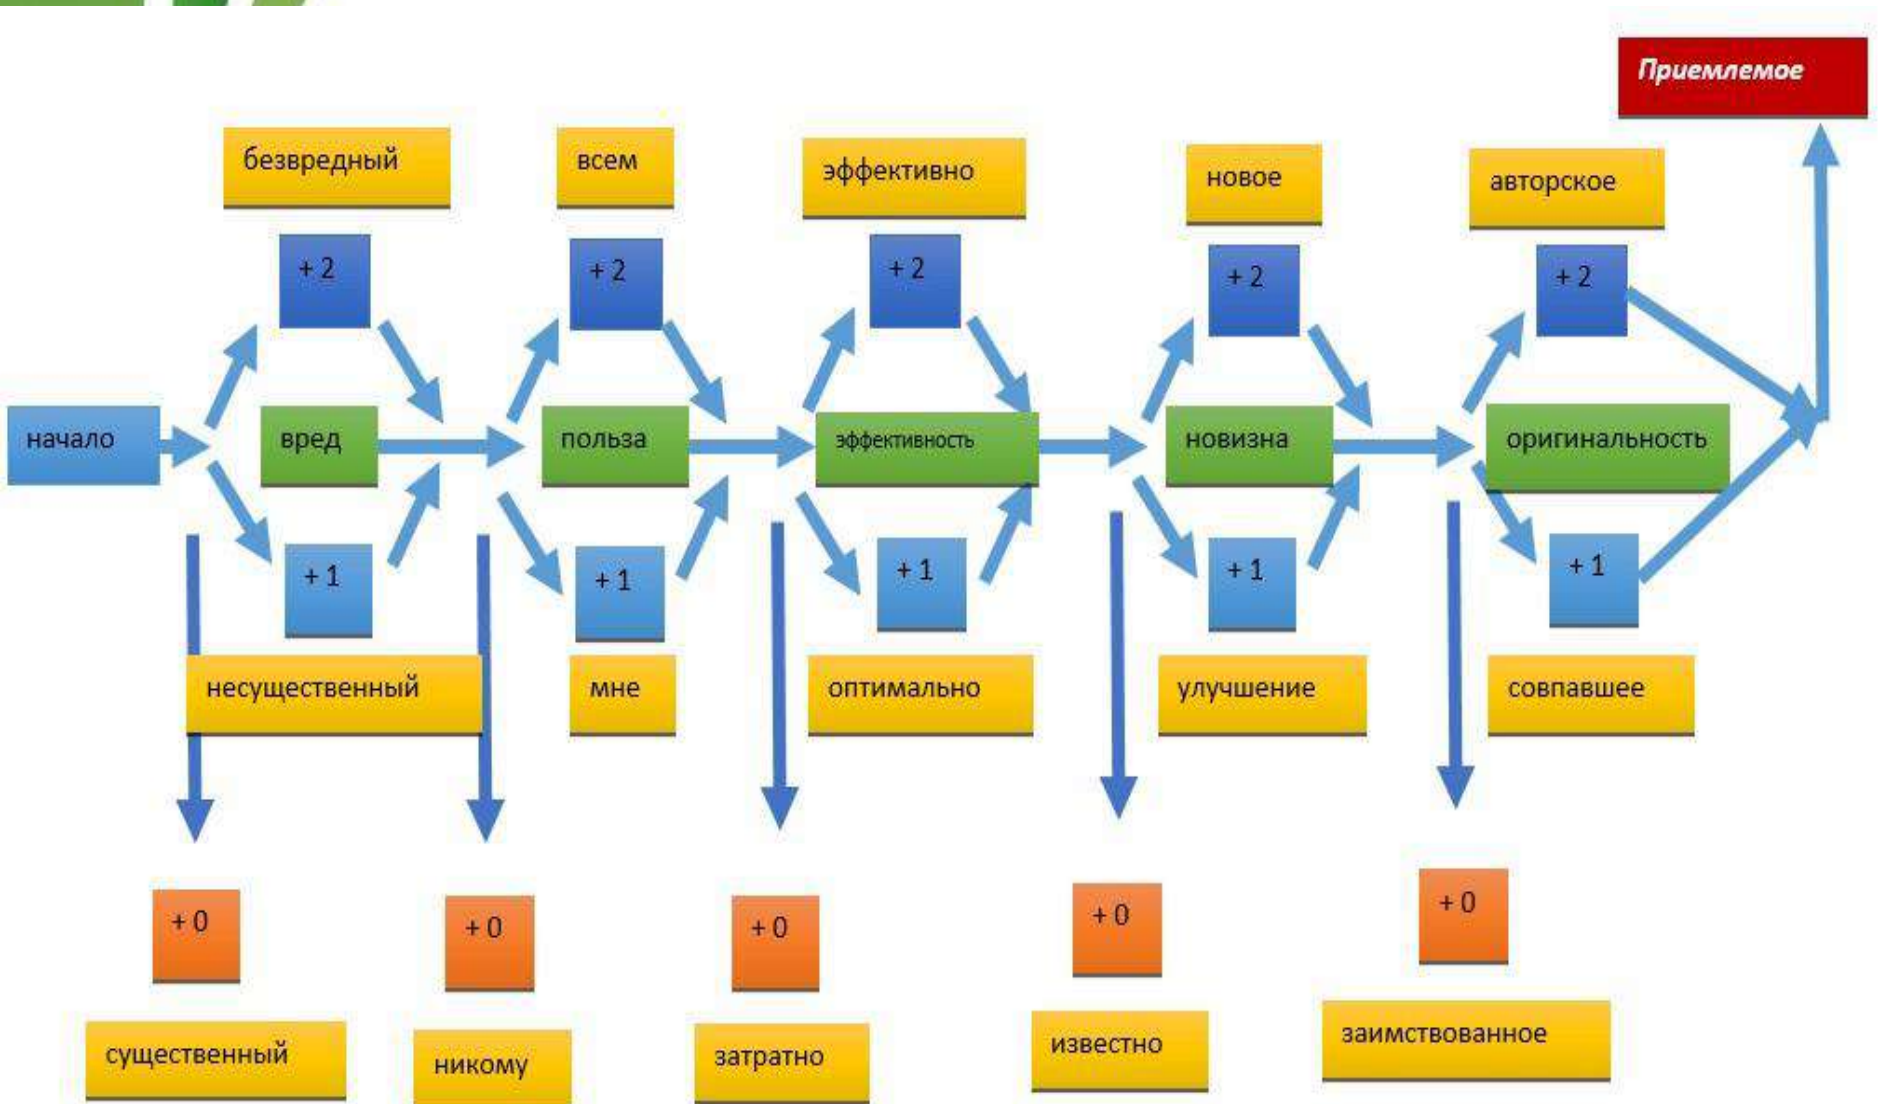 Приемлемое
безвредный
всем
эффективно
новое
авторское
+ 2
+ 2
+ 2
+ 2
+ 2
начало
вред
польза
эффективность
новизна
оригинальность
+ 1
+ 1
+ 1
+ 1
+ 1
несущественный
мне
оптимально
улучшение
совпавшее
+ 0
+ 0
+ 0
+ 0
+ 0
существенный
никому
затратно
известно
заимствованное